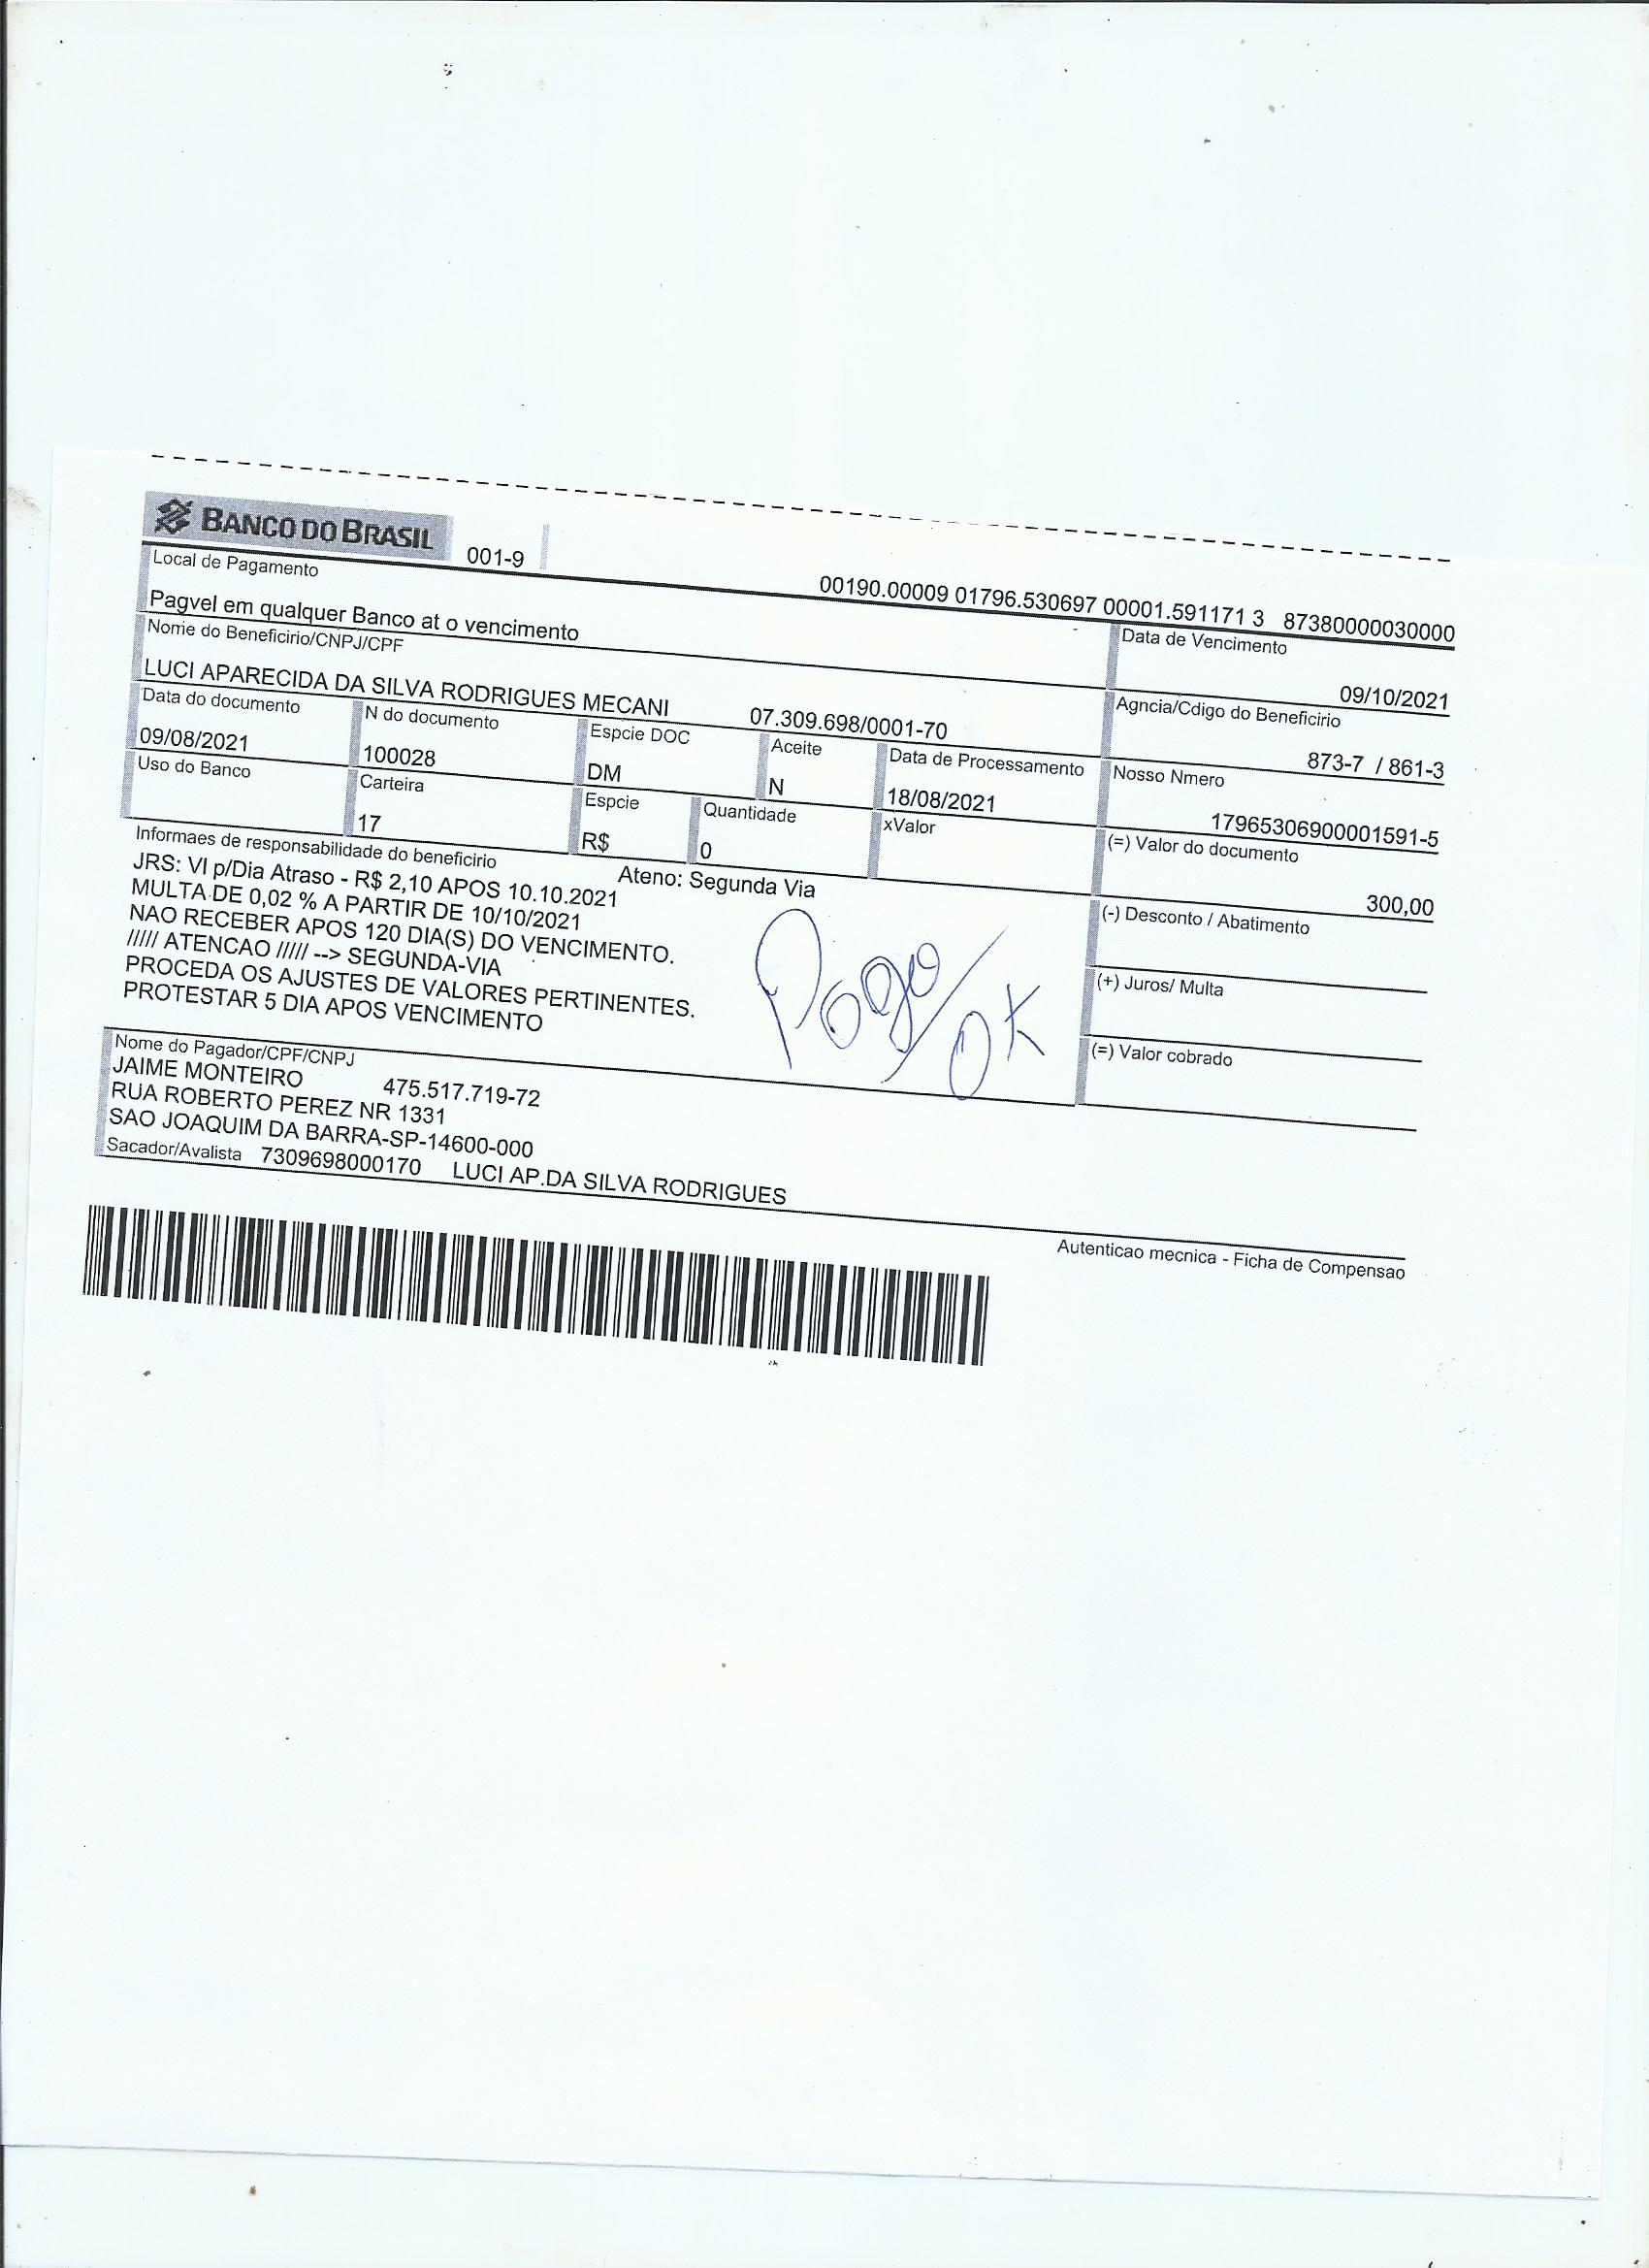 BANCO DO BRASIL 001-9 00190.00009 01796.530697 00001.591171 3 87380000030000
Local de Pagamento Data de Vencimento
Pagvel em qualquer Banco at o vencimento 09/10/2021
Nome do Beneficirio/CNPJ/CPF Agncia/Cdigo do Beneficirio
LUCI APARECIDA DA SILVA RODRIGUES MECANI 07.309.698/0001-70 873-7 / 861-3
Data do documento N do documento Espcie DOC Aceite Data de Processamento Nosso Nmero
09/08/2021 100028 DM N 18/08/2021 17965306900001591-5
Uso do Banco Carteira Espcie Quantidade xValor (=) Valor do documento
17 R$ 0 300,00
Informaes de responsabilidade do beneficirio Ateno: Segunda Via (-) Desconto / Abatimento
JRS: Vl p/Dia Atraso - R$ 2,10 APOS 10.10.2021
MULTA DE 0,02 % A PARTIR DE 10/10/2021
NAO RECEBER APOS 120 DIA(S) DO VENCIMENTO.
///// ATENCAO ///// --> SEGUNDA-VIA
PROCEDA OS AJUSTES DE VALORES PERTINENTES.
PROTESTAR 5 DIA APOS VENCIMENTO
Pago/OK
(+) Juros/ Multa
(=) Valor cobrado
Nome do Pagador/CPF/CNPJ
JAIME MONTEIRO 475.517.719-72
RUA ROBERTO PEREZ NR 1331
SAO JOAQUIM DA BARRA-SP-14600-000
Sacador/Avalista 7309698000170 LUCI AP.DA SILVA RODRIGUES
Autenticao mecnica - Ficha de Compensao